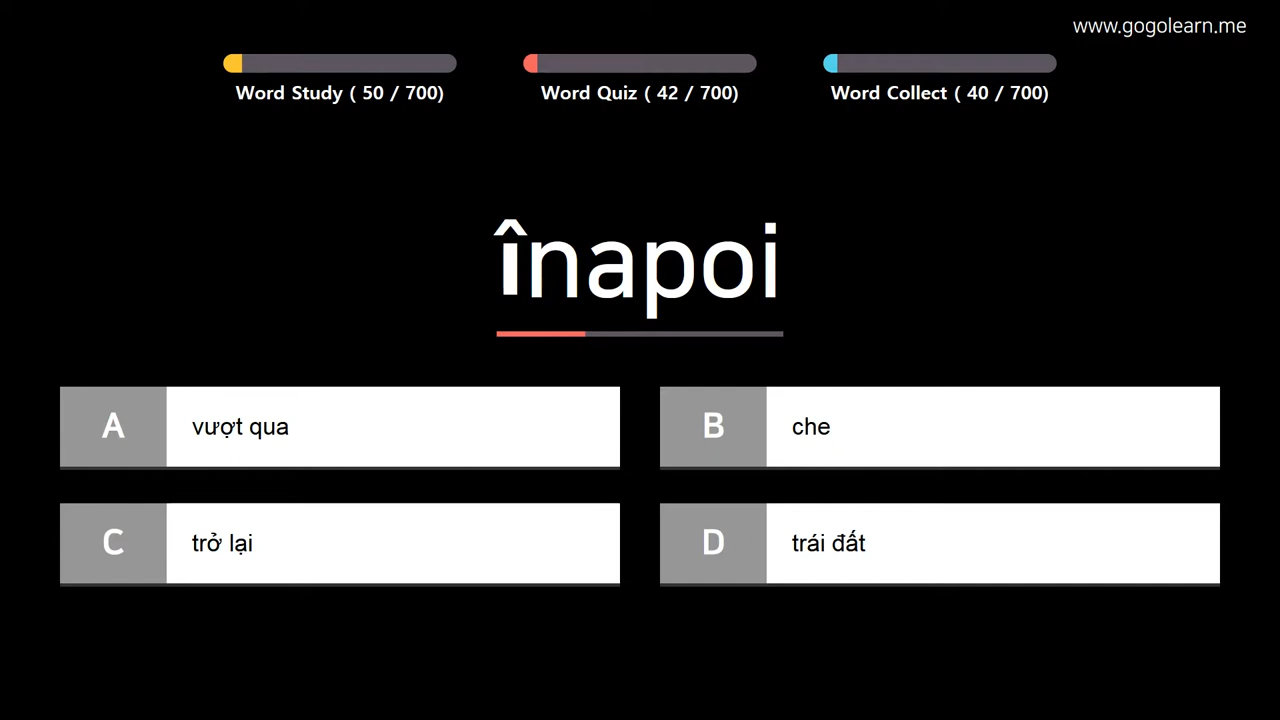 www.gogolearn.me
Word Study ( 50 / 700)
Word Quiz ( 42 / 700)
Word Collect ( 40 / 700)
înapoi
A
vượt qua
B
che
C
trở lại
D
trái đất